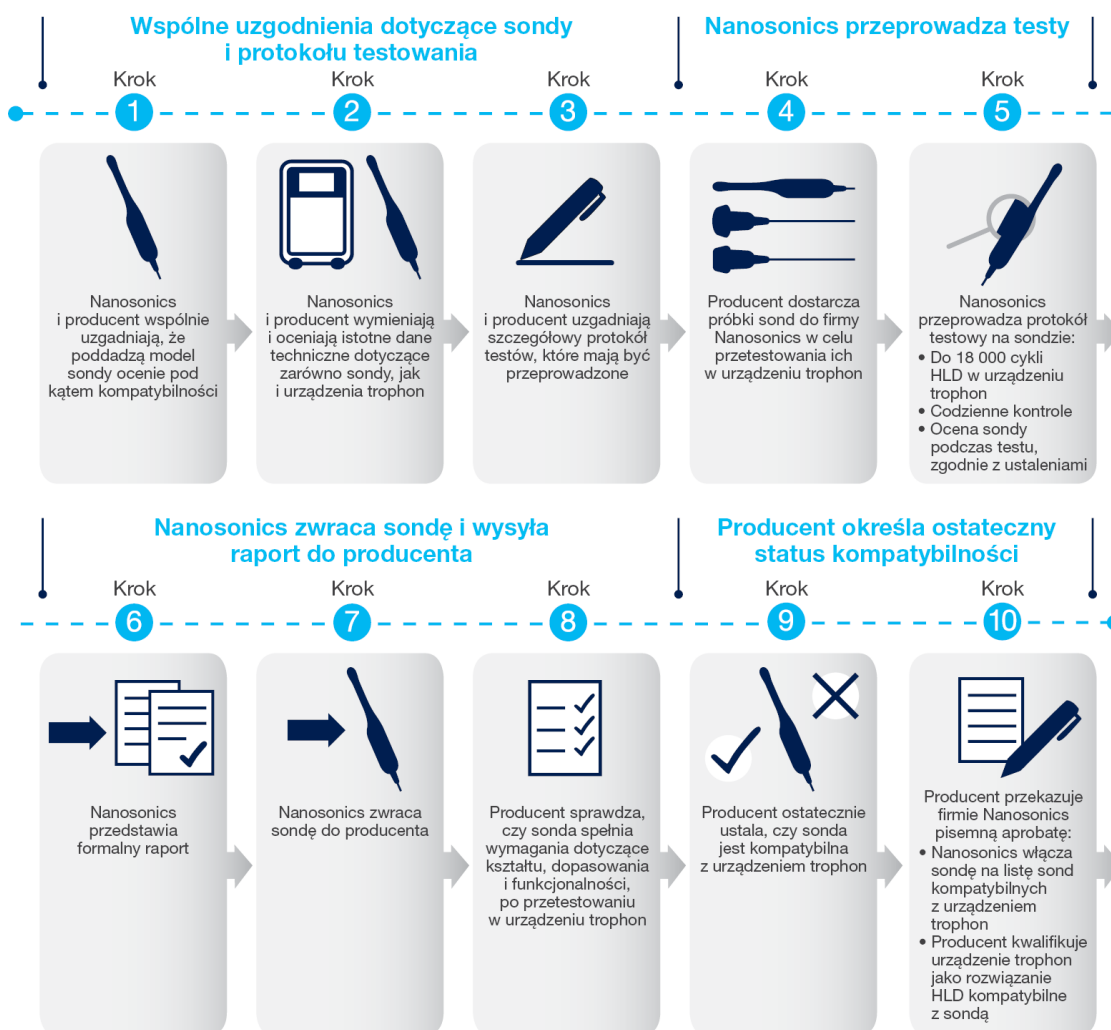 Wspólne uzgodnienia dotyczące sondy
i protokołu testowania
Nanosonics przeprowadza testy
Krok
1
Krok
2
Krok
3
Krok
4
Krok
5
Nanosonics
i producent wspólnie
uzgadniają, że
poddadzą model
sondy ocenie pod
kątem kompatybilności
Nanosonics
i producent wymieniają
i oceniają istotne dane
techniczne dotyczące
zarówno sondy, jak
i urządzenia trophon
Nanosonics
i producent uzgadniają
szczegółowy protokół
testów, które mają być
przeprowadzone
Producent dostarcza
próbki sond do firmy
Nanosonics w celu
przetestowania ich
w urządzeniu trophon
Nanosonics
przeprowadza protokół
testowy na sondzie:
• Do 18 000 cykli
HLD w urządzeniu
trophon
• Codzienne kontrole
• Ocena sondy
podczas testu,
zgodnie z ustaleniami
Nanosonics zwraca sondę i wysyła
raport do producenta
Producent określa ostateczny
status kompatybilności
Krok
6
Krok
7
Krok
8
Krok
9
Krok
10
Nanosonics
przedstawia
formalny raport
Nanosonics zwraca
sondę do producenta
Producent sprawdza,
czy sonda spełnia
wymagania dotyczące
kształtu, dopasowania
i funkcjonalności,
po przetestowaniu
w urządzeniu trophon
Producent ostatecznie
ustala, czy sonda
jest kompatybilna
z urządzeniem trophon
Producent przekazuje
firmie Nanosonics
pisemną aprobatę:
• Nanosonics włącza
sondę na listę sond
kompatybilnych
z urządzeniem
trophon
• Producent kwalifikuje
urządzenie trophon
jako rozwiązanie
HLD kompatybilne
z sondą